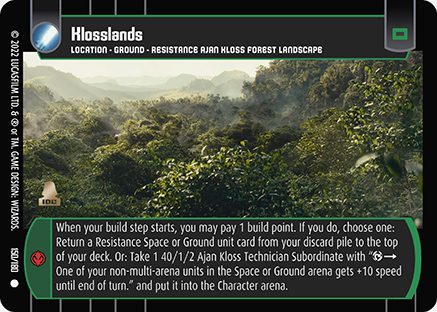 Klosslands
LOCATION • GROUND • RESISTANCE AJAN KLOSS FOREST LANDSCAPE
0
When your build step starts, you may pay 1 build point. If you do, choose one:
Return a Resistance Space or Ground unit card from your discard pile to the top
of your deck. Or: Take 1 40/1/2 Ajan Kloss Technician Subordinate with "
One of your non-multi-arena units in the Space or Ground arena gets +10 speed
until end of turn." and put it into the Character arena.
150/180
©2022 LUCASFILM LTD. & ® OR TM, GAME DESIGN: WIZARDS.